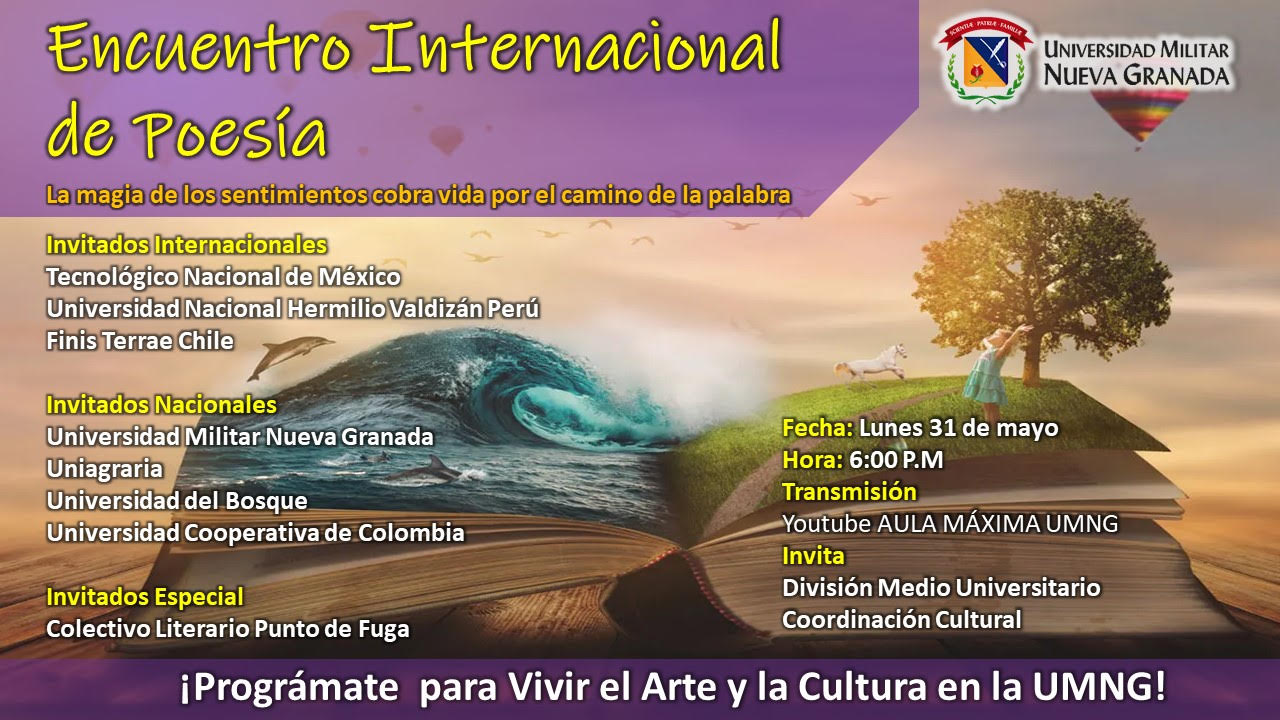 Encuentro Internacional
de Poesía
La magia de los sentimientos cobra vida por el camino de la palabra
SCIENTIÆ PATRIÆ FAMILIÆ
UNIVERSIDAD MILITAR
NUEVA GRANADA
Invitados Internacionales
Tecnológico Nacional de México
Universidad Nacional Hermilio Valdizán Perú
Finis Terrae Chile
Invitados Nacionales
Universidad Militar Nueva Granada
Uniagraria
Universidad del Bosque
Universidad Cooperativa de Colombia
Invitados Especial
Colectivo Literario Punto de Fuga
Fecha: Lunes 31 de mayo
Hora: 6:00 P.M
Transmisión
Youtube AULA MÁXIMA UMNG
Invita
División Medio Universitario
Coordinación Cultural
¡Prográmate para Vivir el Arte y la Cultura en la UMNG!